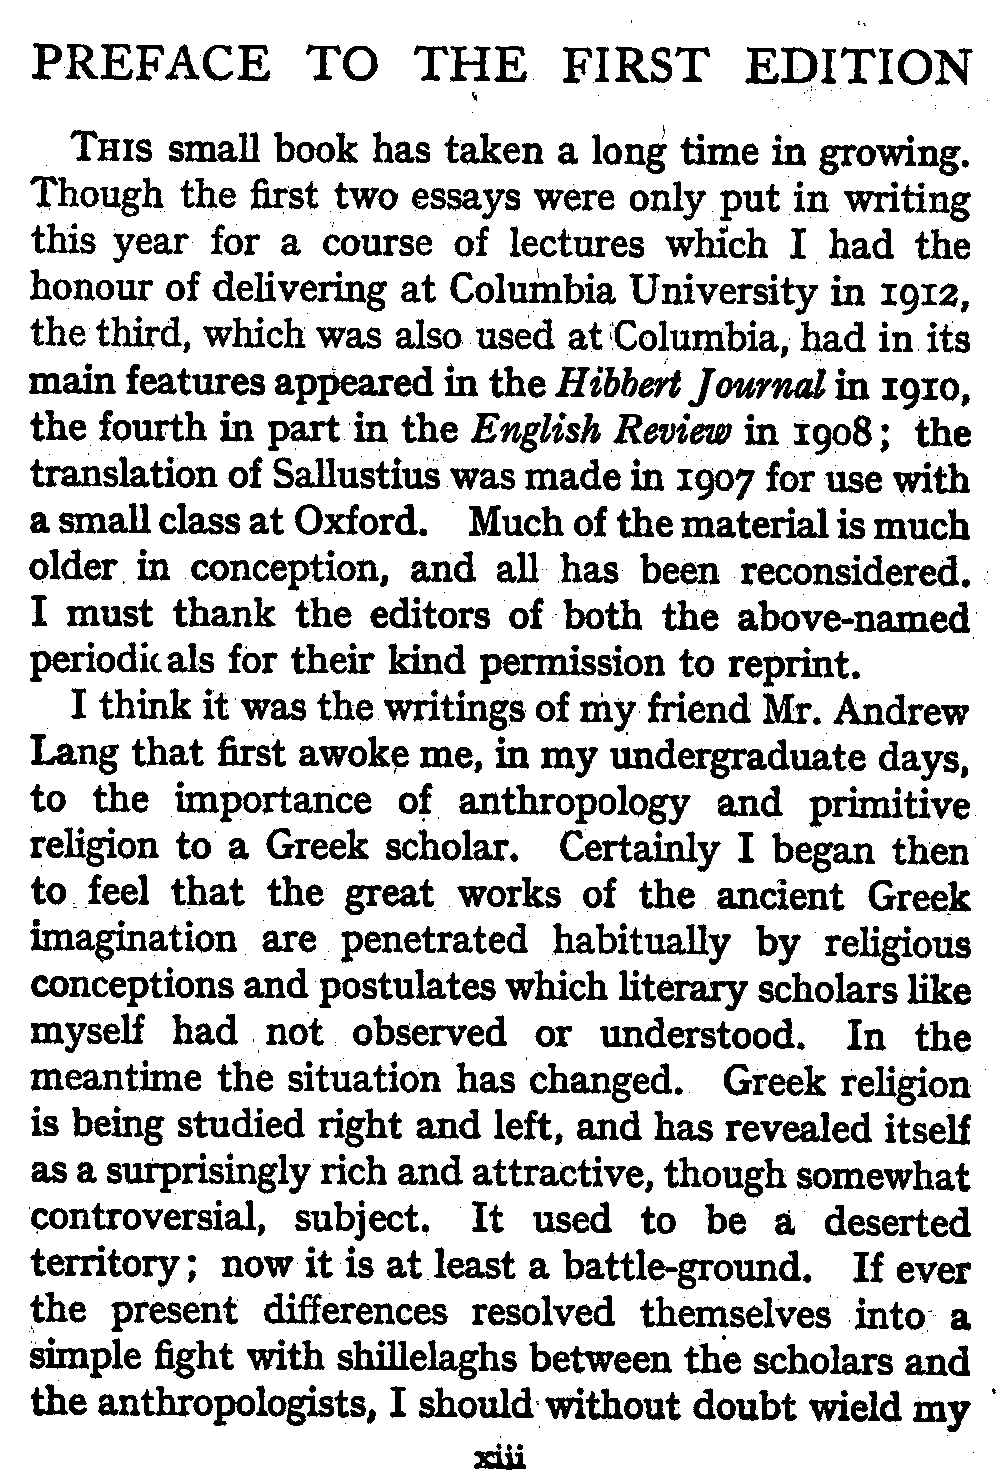 PREFACE TO THE FIRST EDITION
THIS small book has taken a long time in growing.
Though the first two essays were only put in writing
this year for a course of lectures which I had the
honour of delivering at Columbia University in 1912,
the third, which was also used at Columbia, had in its
main features appeared in the Hibbert Journal in 1910,
the fourth in part in the English Review in 1908; the
translation of Sallustius was made in 1907 for use with
a small class at Oxford. Much of the material is much
older in conception, and all has been reconsidered.
I must thank the editors of both the above-named
periodicals for their kind permission to reprint.
I think it was the writings of my friend Mr. Andrew
Lang that first awoke me, in my undergraduate days,
to the importance of anthropology and primitive
religion to a Greek scholar. Certainly I began then
to feel that the great works of the ancient Greek
imagination are penetrated habitually by religious
conceptions and postulates which literary scholars like
myself had not observed or understood. In the
meantime the situation has changed. Greek religion
is being studied right and left, and has revealed itself
as a surprisingly rich and attractive, though somewhat
controversial, subject. It used to be a deserted
territory; now it is at least a battle-ground. If ever
the present differences resolved themselves into a
simple fight with shillelaghs between the scholars and
the anthropologists, I should without doubt wield my
xiii